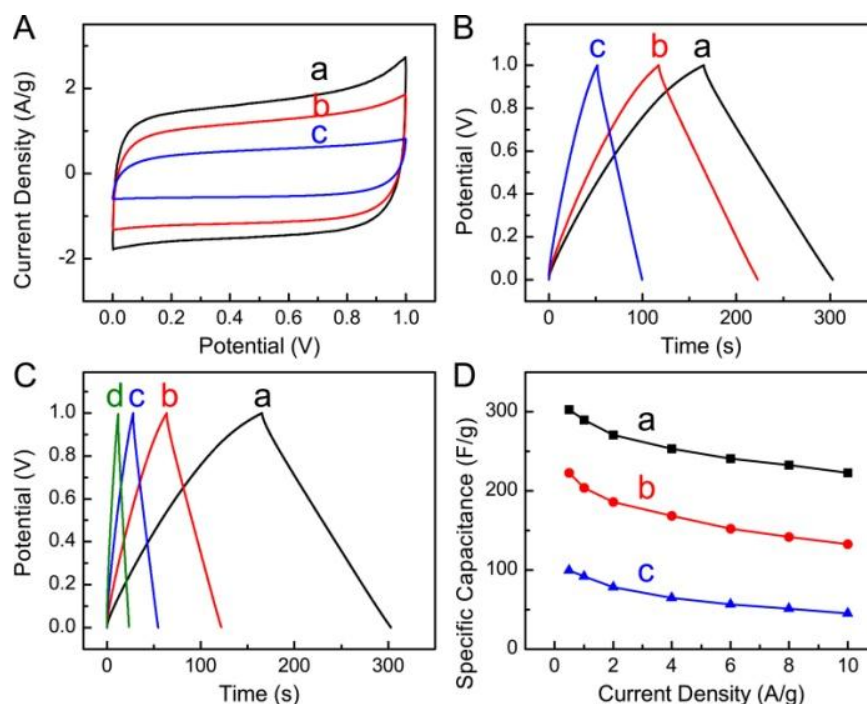 A
Current Density (A/g)
2
0
-2
a
b
c
0.0 0.2 0.4 0.6 0.8 1.0
Potential (V)
B
Potential (V)
1.0
0.8
0.6
0.4
0.2
0.0
c b a
0 100 200 300
Time (s)
C
Potential (V)
1.0
0.8
0.6
0.4
0.2
0.0
d c b a
0 100 200 300
Time (s)
D
Specific Capacitance (F/g)
300
200
100
0
a
b
c
0 2 4 6 8 10
Current Density (A/g)